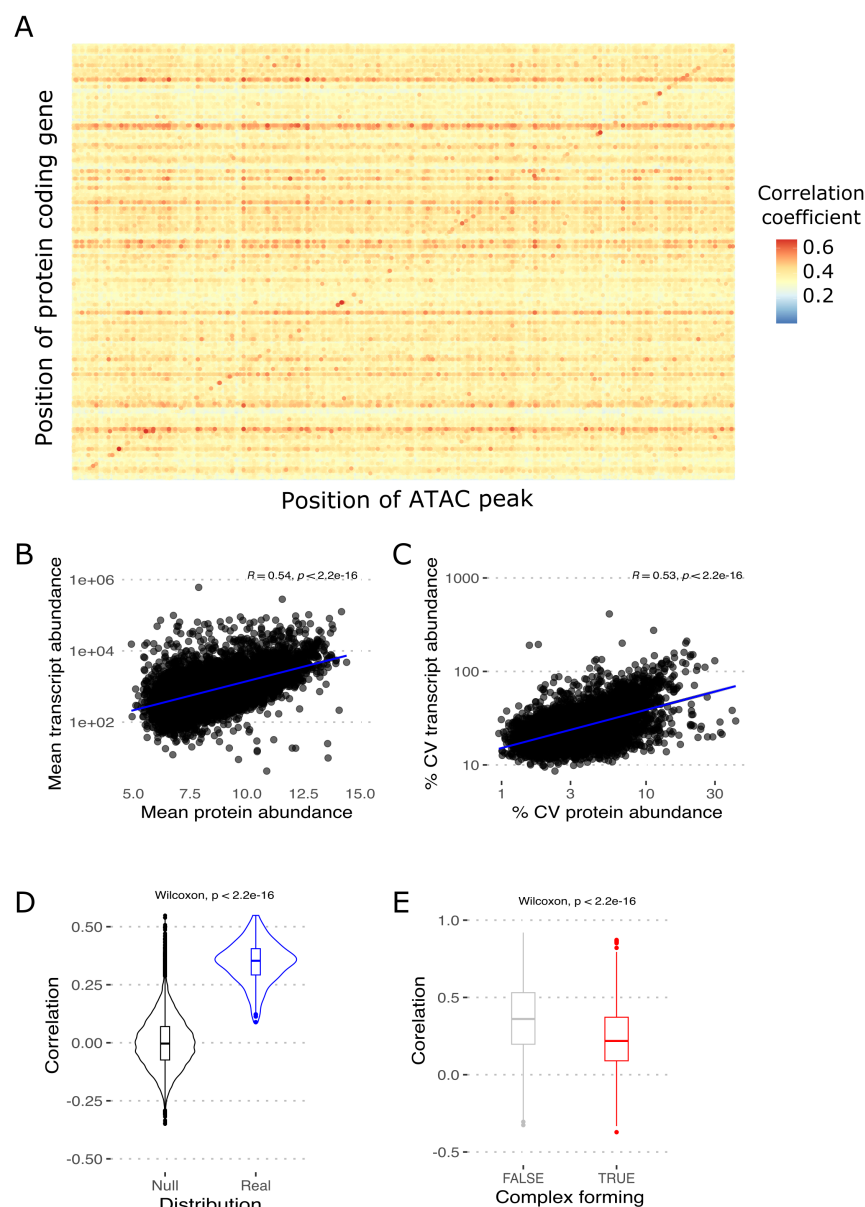 A
Position of protein coding gene
Correlation
coefficient
0.6
0.4
0.2
Position of ATAC peak
B
Mean transcript abundance
1e+06
1e+04
1e+02
R = 0.54, p < 2.2e-16
5.0 7.5 10.0 12.5 15.0
Mean protein abundance
C
% CV transcript abundance
1000
100
10
R = 0.53, p < 2.2e-16
1 3 10 30
% CV protein abundance
D
Wilcoxon, p < 2.2e-16
Correlation
0.50
0.25
0.00
-0.25
-0.50
Null Real
Distribution
E
Wilcoxon, p < 2.2e-16
Corelation
1.0
0.5
0.0
-0.5
FALSE TRUE
Complex forming